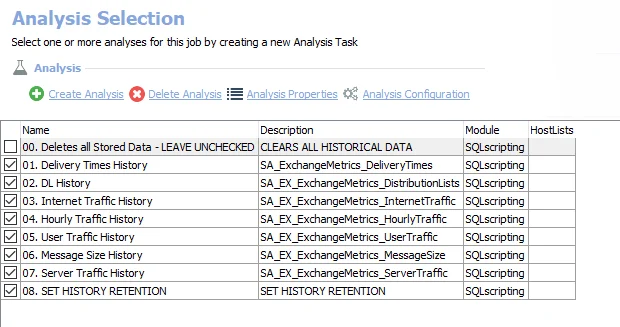 Analysis Selection
Select one or more analyses for this job by creating a new Analysis Task
Analysis
Create Analysis Delete Analysis Analysis Properties Analysis Configuration
Name Description Module HostLists
00. Deletes all Stored Data - LEAVE UNCHECKED CLEARS ALL HISTORICAL DATA SQLscripting
01. Delivery Times History SA_ExchangeMetrics_DeliveryTimes SQLscripting
02. DL History SA_EX_ExchangeMetrics_DistributionLists SQLscripting
03. Internet Traffic History SA_EX_ExchangeMetrics_InternetTraffic SQLscripting
04. Hourly Traffic History SA_EX_ExchangeMetrics_HourlyTraffic SQLscripting
05. User Traffic History SA_EX_ExchangeMetrics_UserTraffic SQLscripting
06. Message Size History SA_EX_ExchangeMetrics_MessageSize SQLscripting
07. Server Traffic History SA_EX_ExchangeMetrics_ServerTraffic SQLscripting
08. SET HISTORY RETENTION SET HISTORY RETENTION SQLscripting